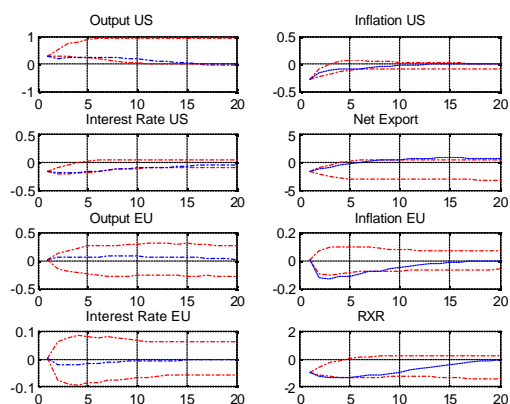 Output US
Inflation US
1
0
-1
0 5 10 15 20
0.5
0
0.5
0 5 10 15 20
Interest Rate US
Net Export
0.5
0
-0.5
0 5 10 15 20
5
0
-5
0 5 10 15 20
Output EU
Inflation EU
0.5
0
-0.5
0 5 10 15 20
0.2
0
0.2
0 5 10 15 20
Interest Rate EU
RXR
0.1
0
-0.1
0 5 10 15 20
2
0
-2
0 5 10 15 20